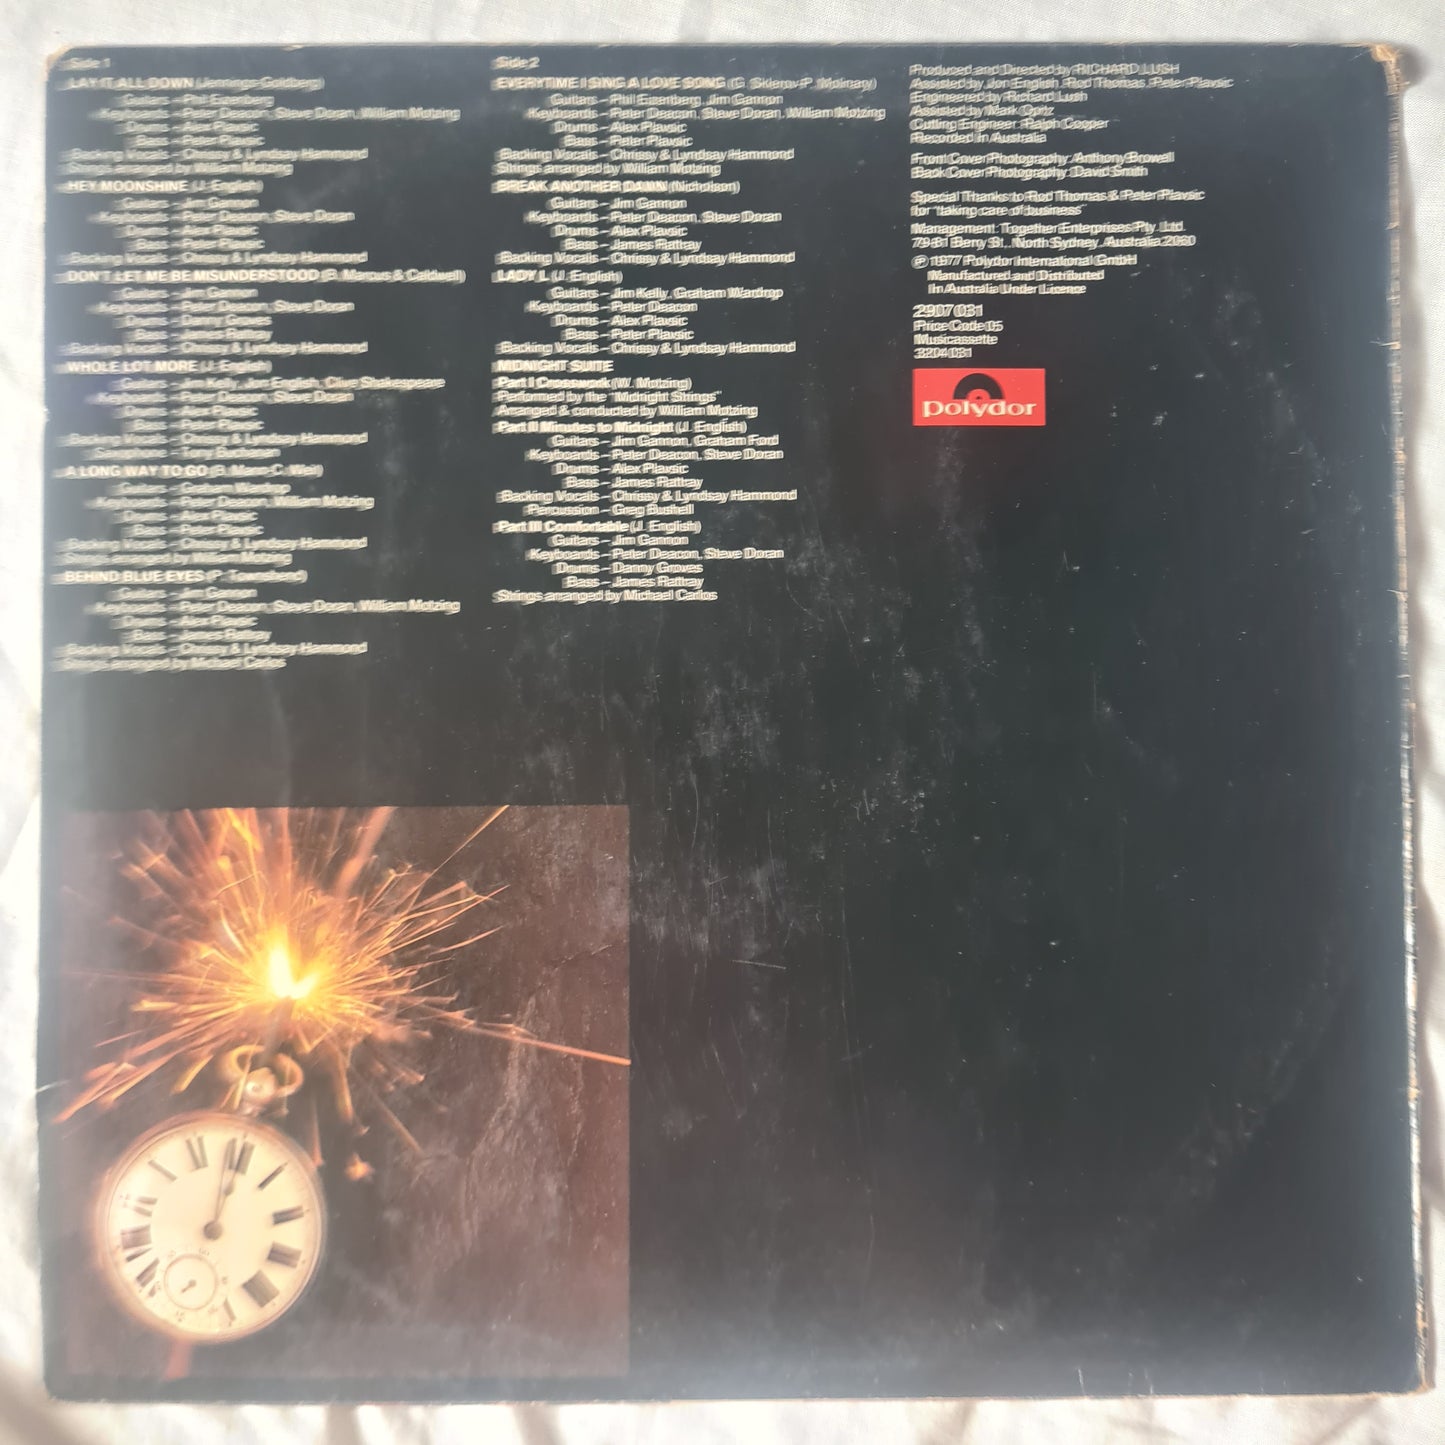 Side 1
LAY IT ALL DOWN (Jennings-Goldberg)
Guitars – Phil Eizenberg
Keyboards – Peter Deacon, Steve Doran, William Motzing
Drums – Alex Plavsic
Bass – Peter Plavsic
Backing Vocals – Chrissy & Lyndsay Hammond
Strings arranged by William Motzing
HEY MOONSHINE (J. English)
Guitars – Jim Gannon
Keyboards – Peter Deacon, Steve Doran
Drums – Alex Plavsic
Bass – Peter Plavsic
Backing Vocals – Chrissy & Lyndsay Hammond
DON'T LET ME BE MISUNDERSTOOD (B. Marcus & Caldwell)
Guitars – Jim Gannon
Keyboards – Peter Deacon, Steve Doran
Drums – Danny Groves
Bass – James Rattray
Backing Vocals – Chrissy & Lyndsay Hammond
WHOLE LOT MORE (J. English)
Guitars – Jim Kelly, Jon English, Clive Shakespeare
Keyboards – Peter Deacon, Steve Doran
Drums – Alex Plavsic
Bass – Peter Plavsic
Backing Vocals – Chrissy & Lyndsay Hammond
Saxophone – Tony Buchanan
A LONG WAY TO GO (B. Mann-C. Weil)
Guitars – Graham Wardrop
Keyboards – Peter Deacon, William Motzing
Drums – Alex Plavsic
Bass – Peter Plavsic
Backing Vocals – Chrissy & Lyndsay Hammond
Strings arranged by William Motzing
BEHIND BLUE EYES (P. Townshend)
Guitars – Jim Gannon
Keyboards – Peter Deacon, Steve Doran, William Motzing
Drums – Alex Plavsic
Bass – James Rattray
Backing Vocals – Chrissy & Lyndsay Hammond
Strings arranged by Michael Carlos
Side 2
EVERYTIME I SING A LOVE SONG (G. Sklerov-P. Molinary)
Guitars – Phil Eizenberg, Jim Gannon
Keyboards – Peter Deacon, Steve Doran, William Motzing
Drums – Alex Plavsic
Bass – Peter Plavsic
Backing Vocals – Chrissy & Lyndsay Hammond
Strings arranged by William Motzing
BREAK ANOTHER DAWN (Nicholson)
Guitars – Jim Gannon
Keyboards – Peter Deacon, Steve Doran
Drums – Alex Plavsic
Bass – James Rattray
Backing Vocals – Chrissy & Lyndsay Hammond
LADY L (J. English)
Guitars – Jim Kelly, Graham Wardrop
Keyboards – Peter Deacon
Drums – Alex Plavsic
Bass – Peter Plavsic
Backing Vocals – Chrissy & Lyndsay Hammond
MIDNIGHT SUITE
Part I Crosswork (W. Motzing)
Performed by the "Midnight Strings"
Arranged & conducted by William Motzing
Part II Minutes to Midnight (J. English)
Guitars – Jim Gannon, Graham Ford
Keyboards – Peter Deacon, Steve Doran
Drums – Alex Plavsic
Bass – James Rattray
Backing Vocals – Chrissy & Lyndsay Hammond
Percussion – Greg Bushell
Part III Comfortable (J. English)
Guitars – Jim Gannon
Keyboards – Peter Deacon, Steve Doran
Drums – Danny Groves
Bass – James Rattray
Strings arranged by Michael Carlos
Produced and Directed by RICHARD LUSH
Assisted by Jon English, Rod Thomas, Peter Plavsic
Engineered by Richard Lush
Assisted by Mark Opitz
Cutting Engineer: Ralph Cooper
Recorded in Australia
Front Cover Photography: Anthony Browell
Back Cover Photography: David Smith
Special Thanks to Rod Thomas & Peter Plavsic
for "taking care of business"
Management: Together Enterprises Pty. Ltd.
79-81 Berry St., North Sydney, Australia 2060
℗ 1977 Polydor International GmbH
Manufactured and Distributed
In Australia Under Licence
2907 031
Price Code 05
Musicassette
3204 031
polydor